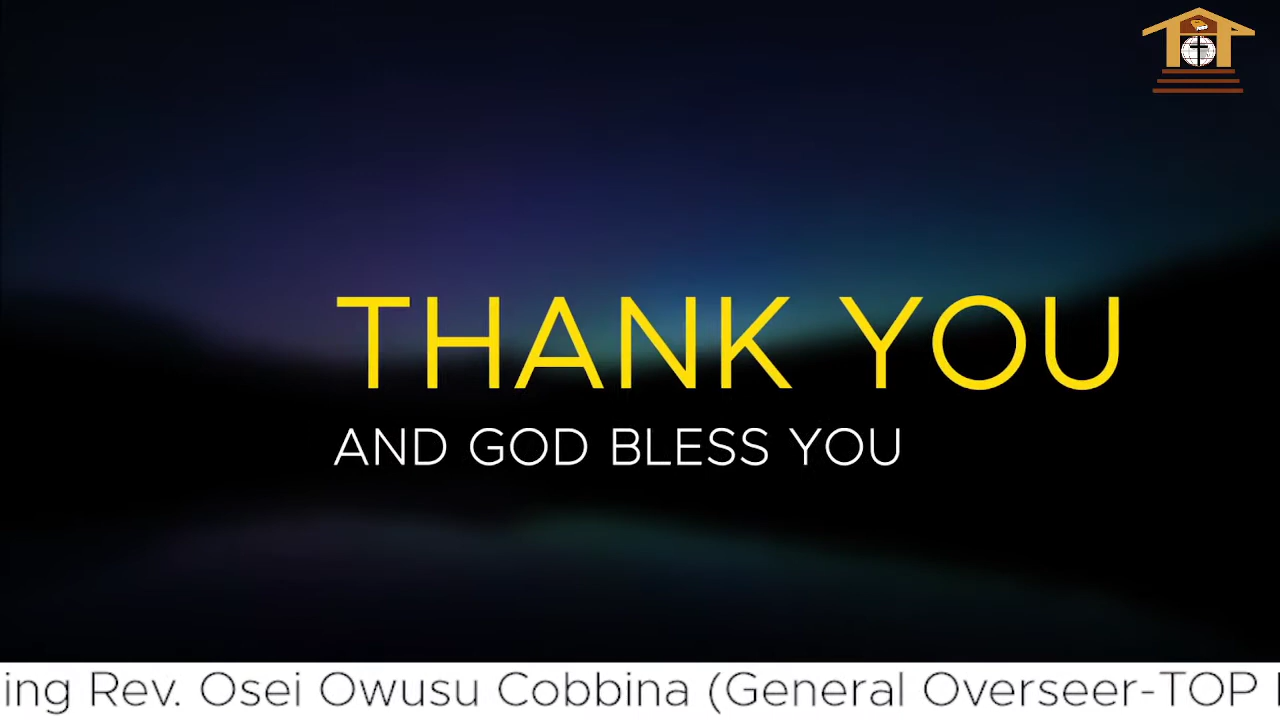 THANK YOU
AND GOD BLESS YOU
ing Rev. Osei Owusu Cobbina (General Overseer-TOP